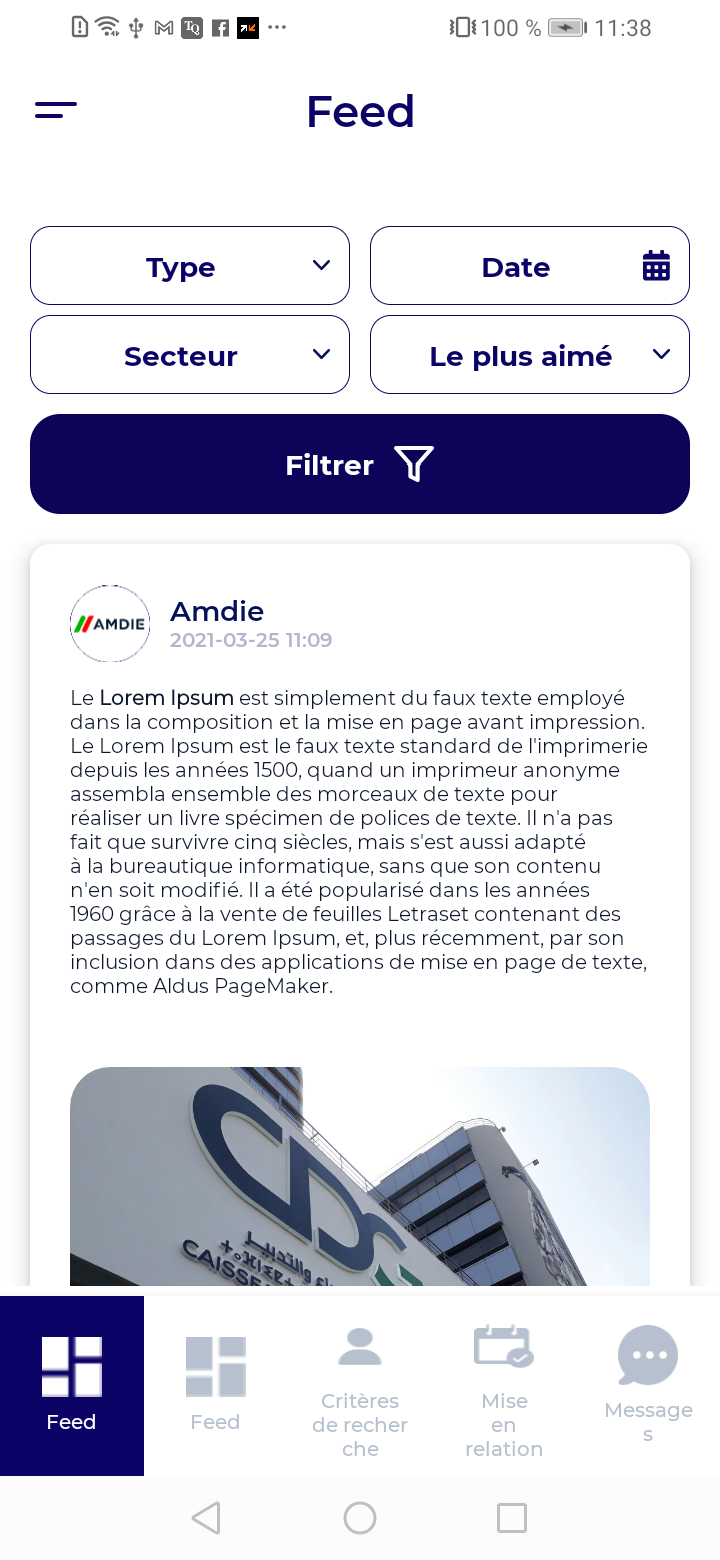 100 % 11:38
Feed
Type
Date
Secteur
Le plus aimé
Filtrer
AMDIE
Amdie
2021-03-25 11:09
Le Lorem Ipsum est simplement du faux texte employé
dans la composition et la mise en page avant impression.
Le Lorem Ipsum est le faux texte standard de l'imprimerie
depuis les années 1500, quand un imprimeur anonyme
assembla ensemble des morceaux de texte pour
réaliser un livre spécimen de polices de texte. Il n'a pas
fait que survivre cinq siècles, mais s'est aussi adapté
à la bureautique informatique, sans que son contenu
n'en soit modifié. Il a été popularisé dans les années
1960 grâce à la vente de feuilles Letraset contenant des
passages du Lorem Ipsum, et, plus récemment, par son
inclusion dans des applications de mise en page de texte,
comme Aldus PageMaker.
CDG
Feed
Feed
Critères
de recher
che
Mise
en
relation
Message
s